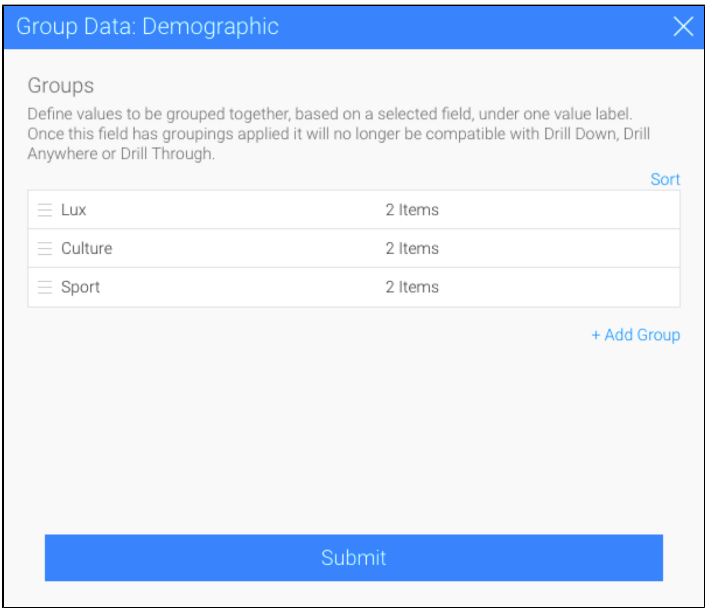 Group Data: Demographic
Groups
Define values to be grouped together, based on a selected field, under one value label.
Once this field has groupings applied it will no longer be compatible with Drill Down, Drill
Anywhere or Drill Through.
Sort
Lux 2 Items
Culture 2 Items
Sport 2 Items
+ Add Group
Submit